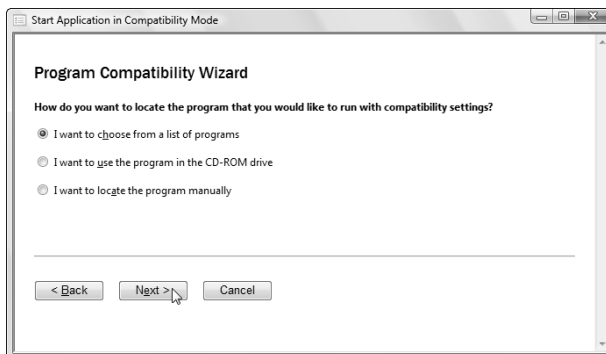 Start Application in Compatibility Mode
Program Compatibility Wizard
How do you want to locate the program that you would like to run with compatibility settings?
I want to choose from a list of programs
I want to use the program in the CD-ROM drive
I want to locate the program manually
< Back Next > Cancel